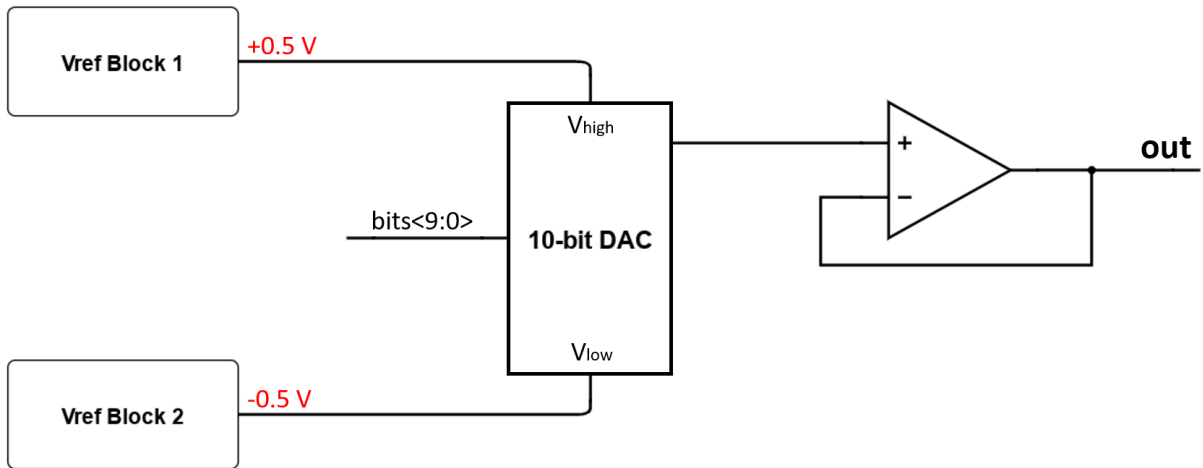 Vref Block 1
+0.5 V
Vhigh
+
out
bits<9:0>
10-bit DAC
−
Vlow
Vref Block 2
-0.5 V